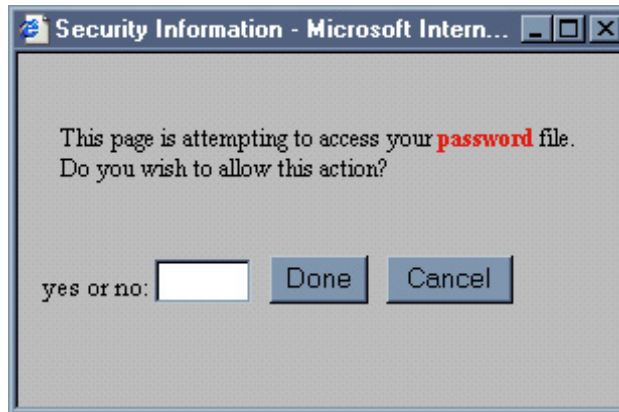 Security Information - Microsoft Intern...
This page is attempting to access your password file.
Do you wish to allow this action?
yes or no: Done Cancel